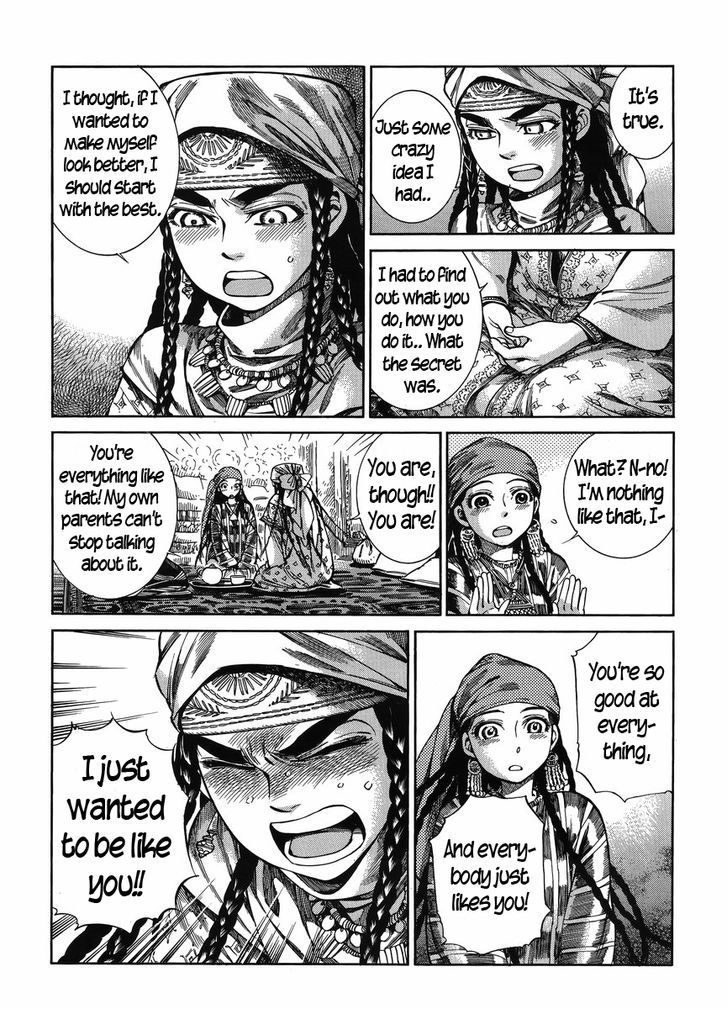 It's
true.
Just some
crazy
idea I
had..
I thought, if I
wanted to
make myself
look better, I
should start
with the best.
I had to find
out what you
do, how you
do it.. What
the secret
was.
What? N-no!
I'm nothing
like that, I-
You are,
though!!
You are!
You're
everything like
that! My own
parents can't
stop talking
about it.
You're so
good at
every-
thing,
And every-
body just
likes you!
I just
wanted
to be like
you!!